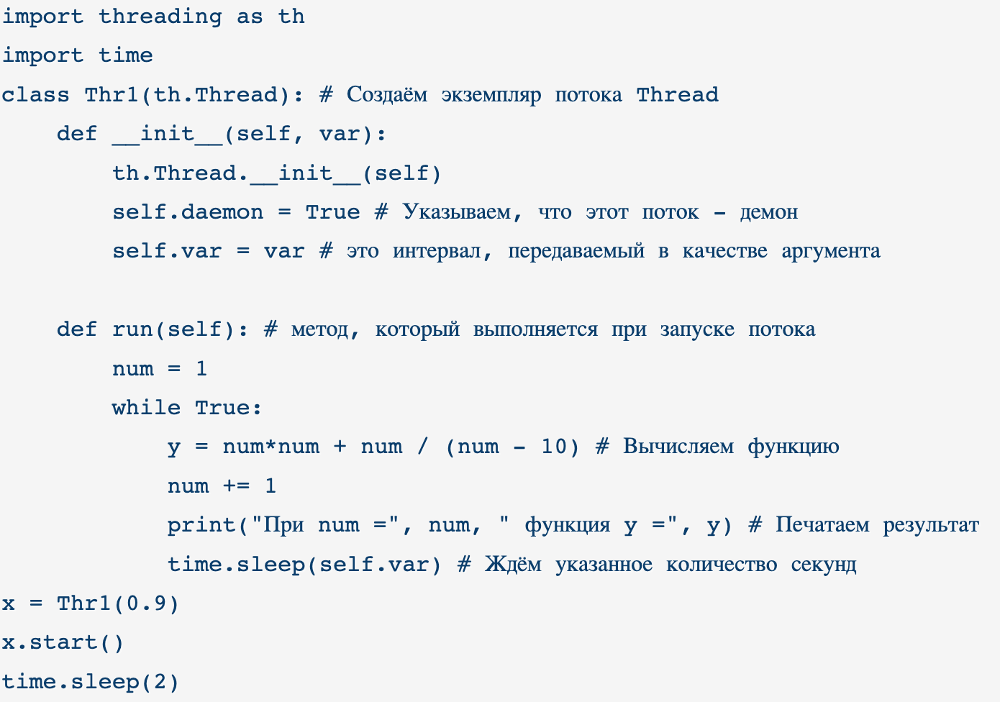 import threading as th
import time
class Thr1(th.Thread): # Создаём экземпляр потока Thread
    def __init__(self, var):
        th.Thread.__init__(self)
        self.daemon = True # Указываем, что этот поток - демон
        self.var = var # это интервал, передаваемый в качестве аргумента

    def run(self): # метод, который выполняется при запуске потока
        num = 1
        while True:
            y = num*num + num / (num - 10) # Вычисляем функцию
            num += 1
            print("При num =", num, " функция y =", y) # Печатаем результат
            time.sleep(self.var) # Ждём указанное количество секунд
x = Thr1(0.9)
x.start()
time.sleep(2)